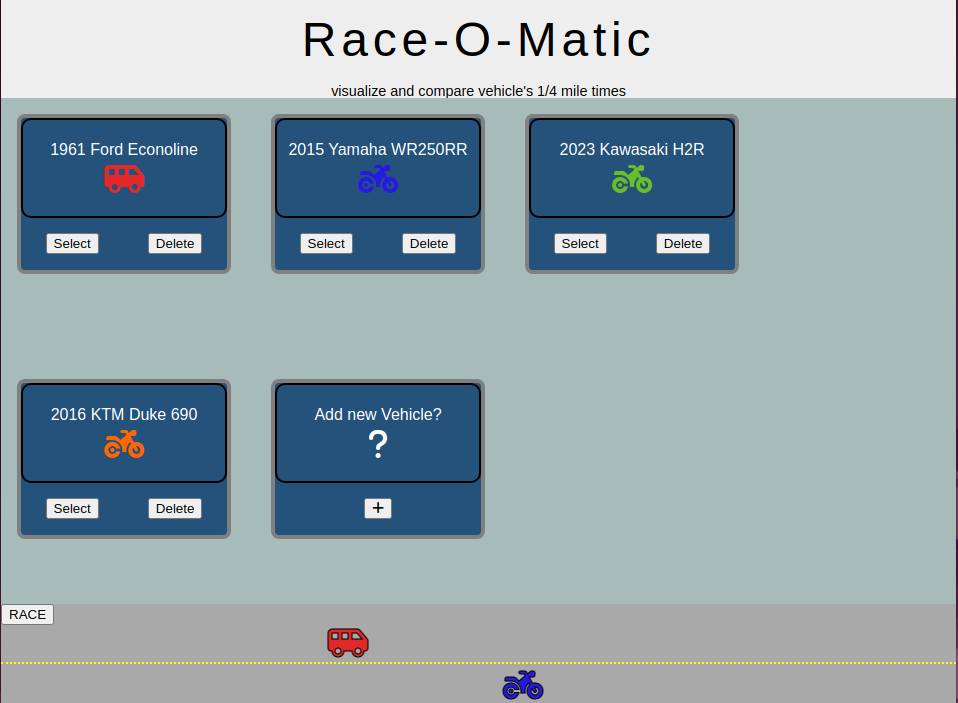 Race-O-Matic
visualize and compare vehicle's 1/4 mile times
1961 Ford Econoline
Select
Delete
2015 Yamaha WR250RR
Select
Delete
2023 Kawasaki H2R
Select
Delete
2016 KTM Duke 690
Select
Delete
Add new Vehicle?
?
+
RACE